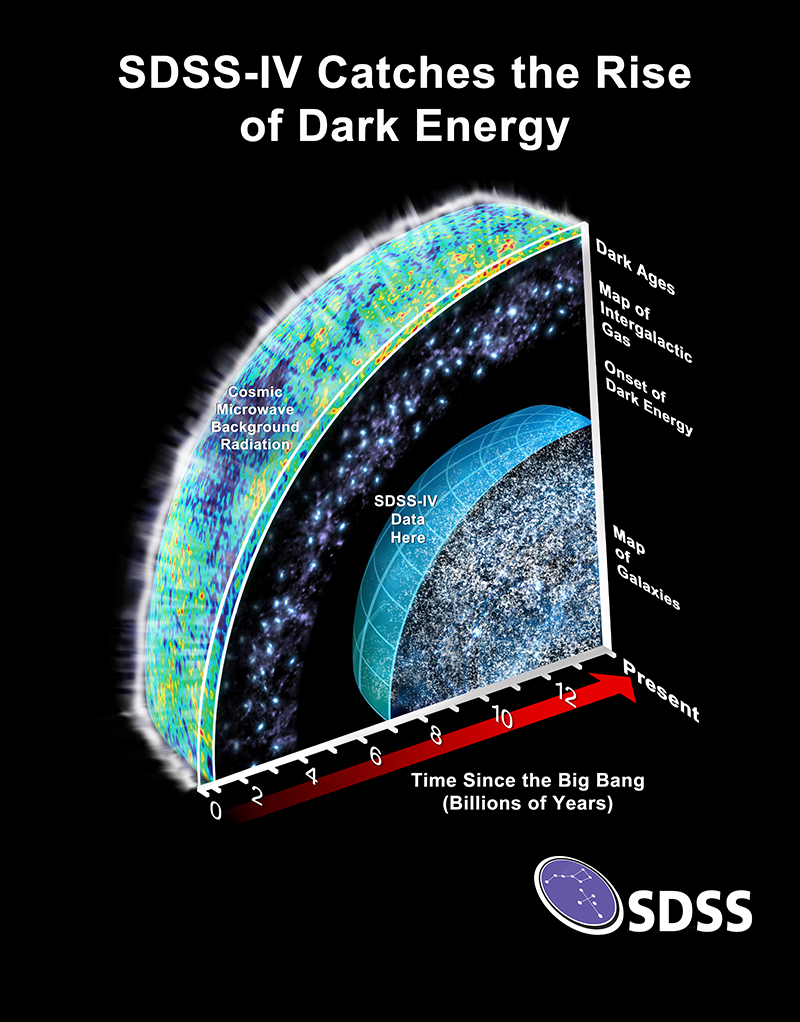 SDSS-IV Catches the Rise
of Dark Energy
Dark Ages
Map of
Intergalactic
Gas
Onset of
Dark Energy
Cosmic
Microwave
Background
Radiation
SDSS-IV
Data
Here
Map
of
Galaxies
Present
0 2 4 6 8 10 12
Time Since the Big Bang
(Billions of Years)
SDSS